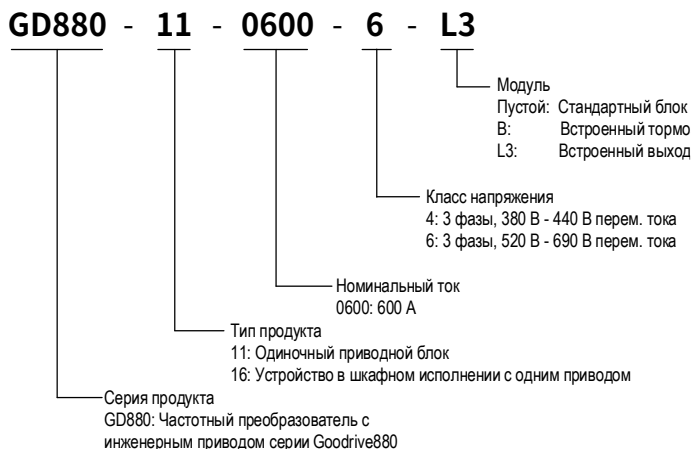 GD880 - 11 - 0600 - 6 - L3
Модуль
Пустой: Стандартный блок
B: Встроенный тормо
L3: Встроенный выход
Класс напряжения
4: 3 фазы, 380 В - 440 В перем. тока
6: 3 фазы, 520 В - 690 В перем. тока
Номинальный ток
0600: 600 А
Тип продукта
11: Одиночный приводной блок
16: Устройство в шкафном исполнении с одним приводом
Серия продукта
GD880: Частотный преобразователь с
инженерным приводом серии Goodrive880